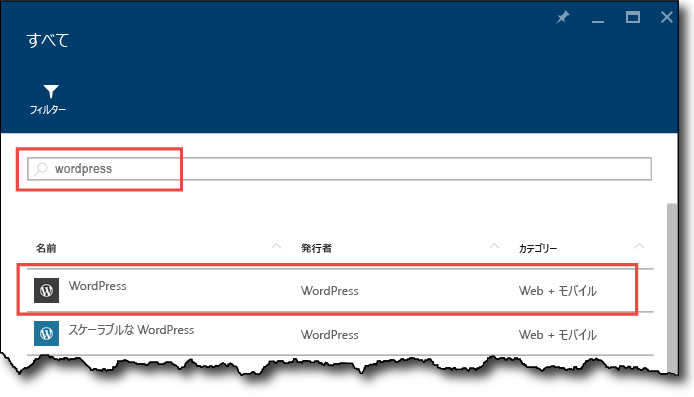 すべて
フィルター
wordpress
名前 発行者 カテゴリー
WordPress WordPress Web + モバイル
スケーラブルな WordPress WordPress Web + モバイル